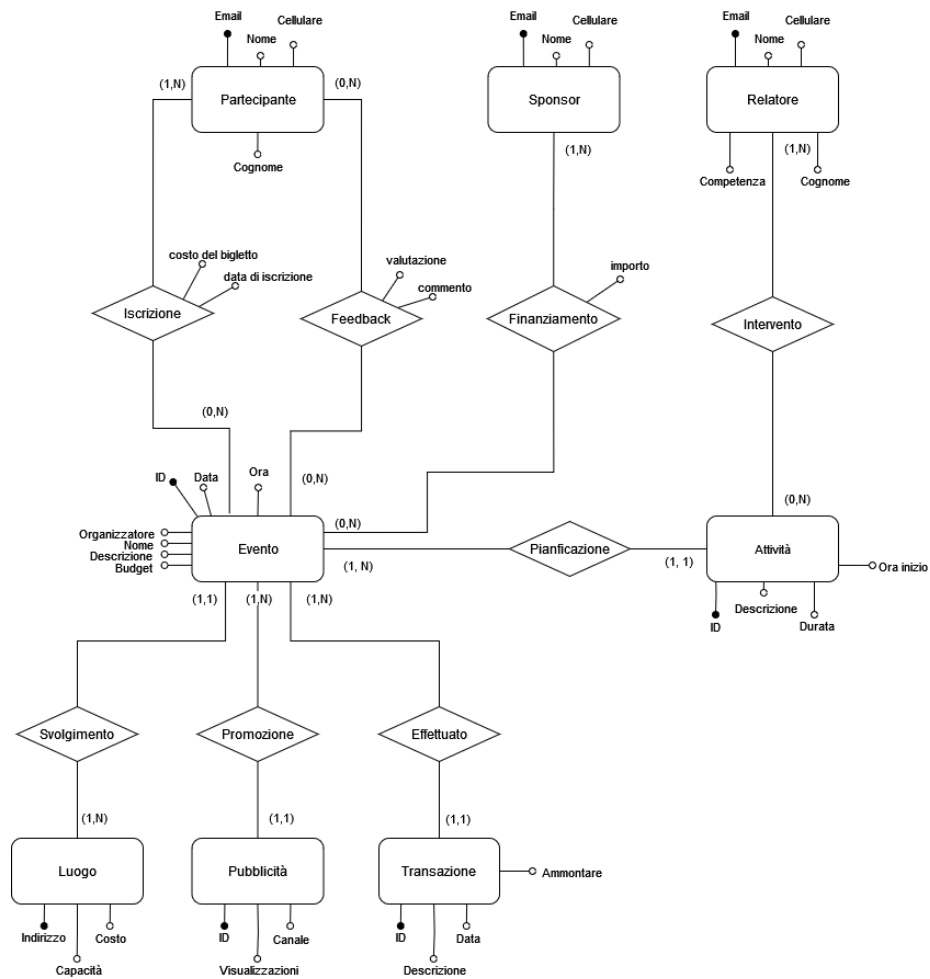 Email
Nome
Cellulare
Email
Nome
Cellulare
Email
Nome
Cellulare
(1,N)
Partecipante
(0,N)
Sponsor
Relatore
(1,N)
(1,N)
Cognome
Competenza
Cognome
costo del biglietto
data di iscrizione
valutazione
commento
importo
Iscrizione
Feedback
Finanziamento
Intervento
(0,N)
(0,N)
(0,N)
(0,N)
ID
Data
Ora
Organizzatore
Nome
Descrizione
Budget
Evento
(1, N)
Pianficazione
(1, 1)
Attività
Ora inizio
ID
Descrizione
Durata
(1,1)
(1,N)
(1,N)
Svolgimento
Promozione
Effettuato
(1,N)
(1,1)
(1,1)
Luogo
Pubblicità
Transazione
Ammontare
Indirizzo
Costo
Capacità
ID
Canale
Visualizzazioni
ID
Data
Descrizione